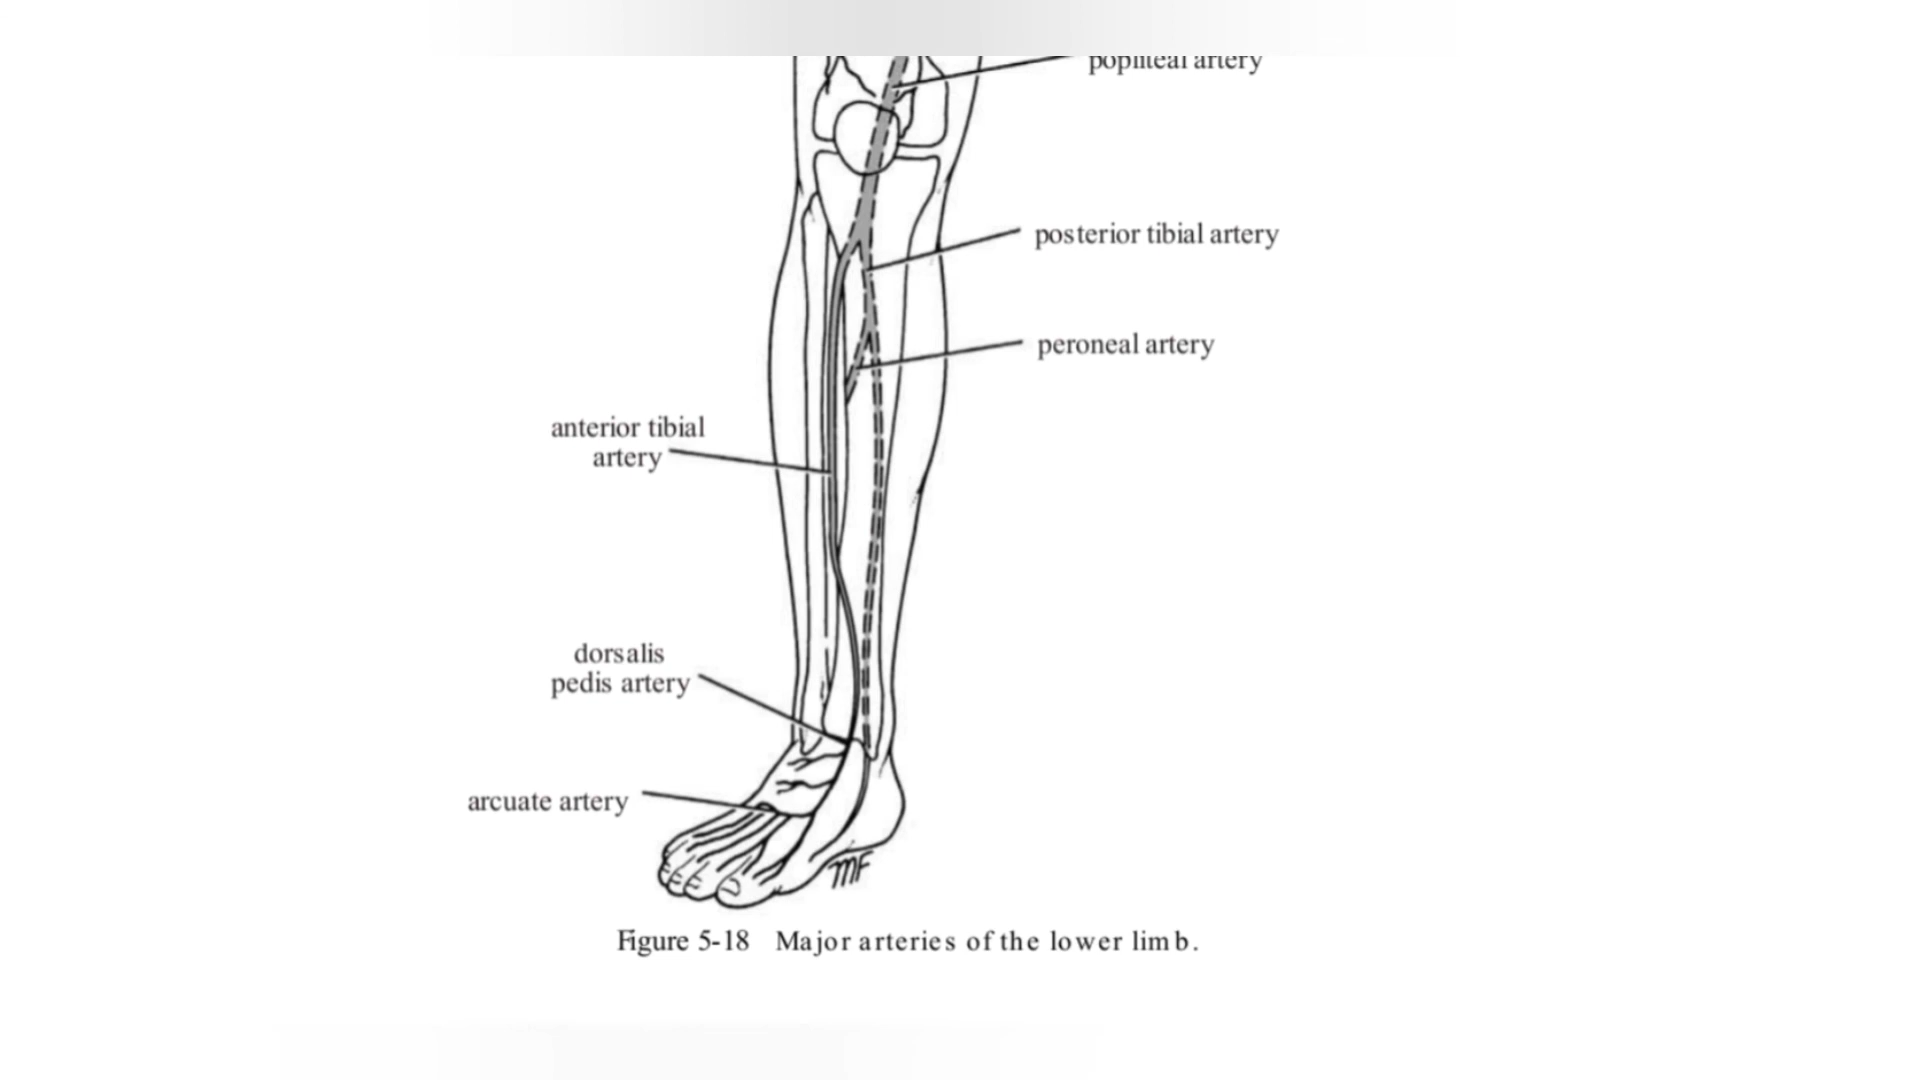 popliteal artery
posterior tibial artery
peroneal artery
anterior tibial
artery
dorsalis
pedis artery
arcuate artery
MF
Figure 5-18 Major arteries of the lower limb.